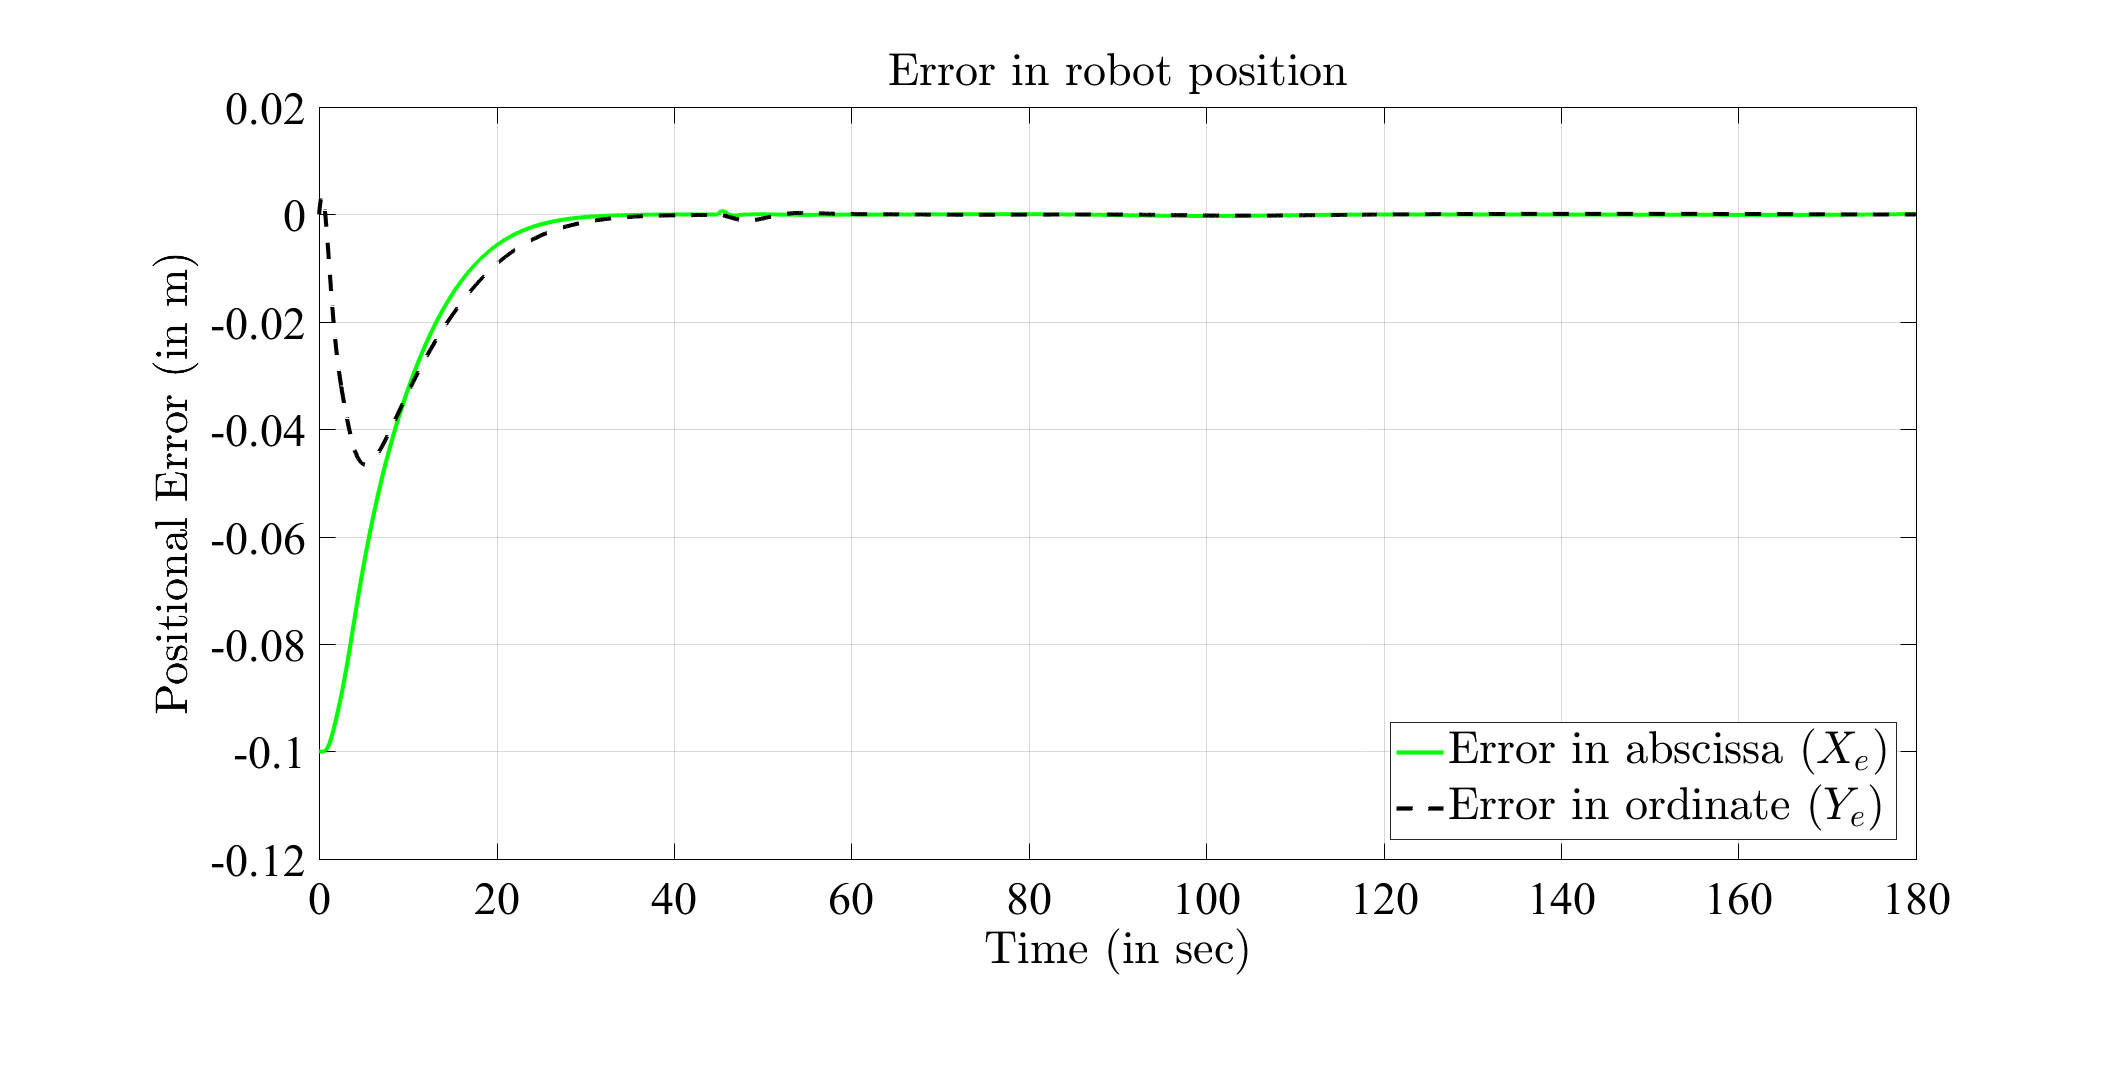 Error in robot position
0.02
0
-0.02
-0.04
-0.06
-0.08
-0.1
-0.12
Positional Error (in m)
0 20 40 60 80 100 120 140 160 180
Time (in sec)
Error in abscissa (Xₑ)
Error in ordinate (Yₑ)